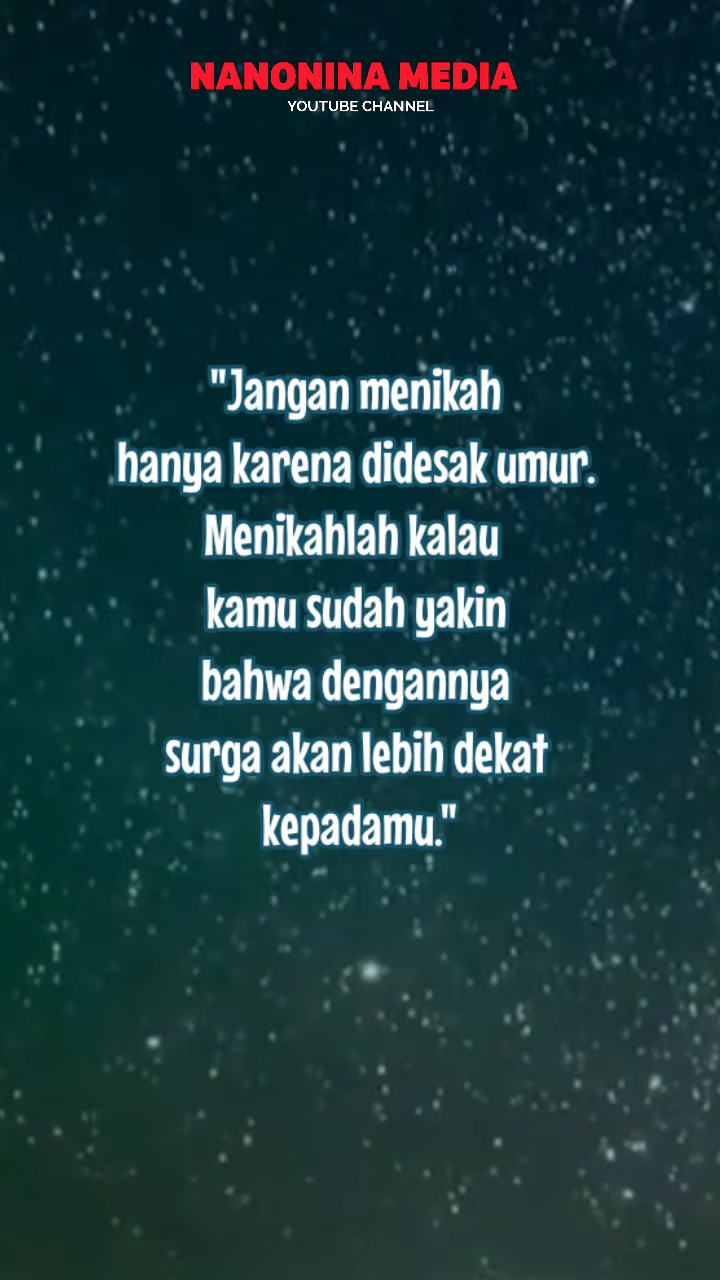 NANONINA MEDIA
YOUTUBE CHANNEL
"Jangan menikah
hanya karena didesak umur.
Menikahlah kalau
kamu sudah yakin
bahwa dengannya
surga akan lebih dekat
kepadamu."